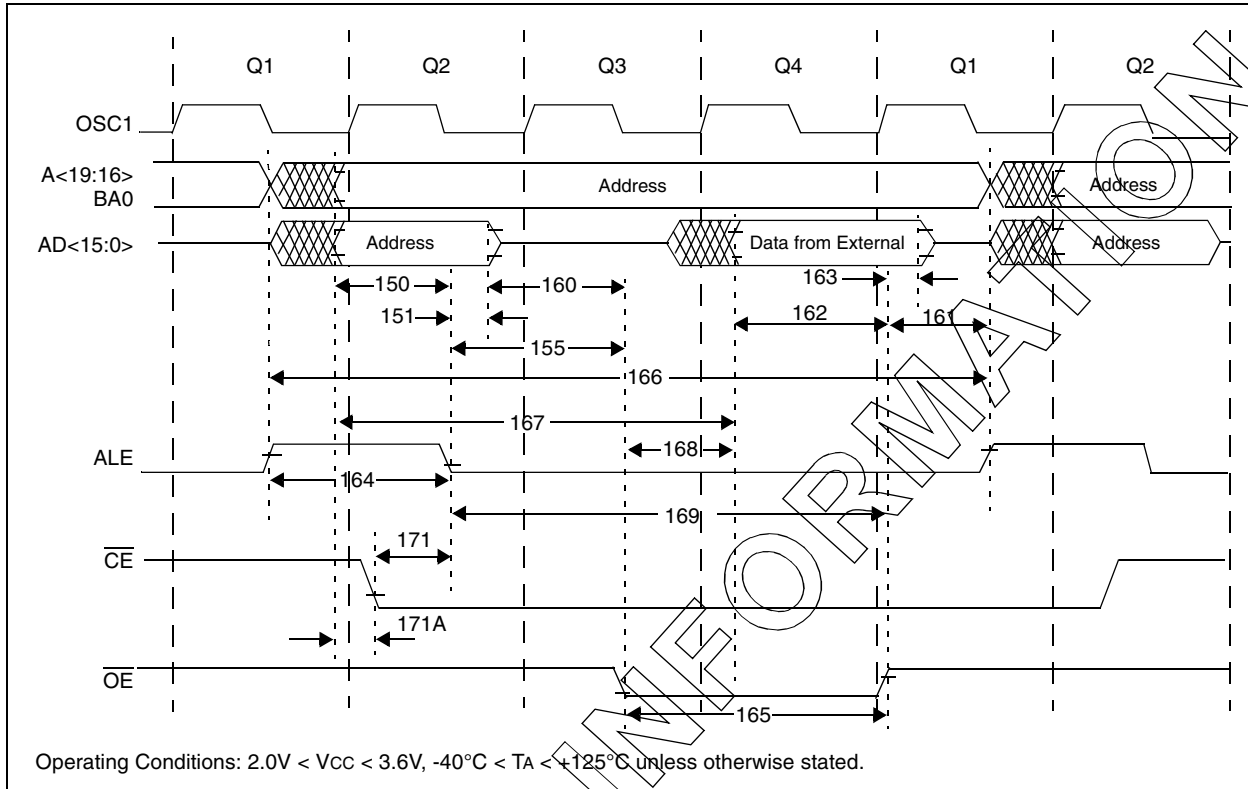 Q1 Q2 Q3 Q4 Q1 Q2
OSC1
A<19:16>
BA0
Address
Address
AD<15:0>
Address
Data from External
Address
150
160
163
151
162
161
155
166
167
168
ALE
164
169
CE
171
171A
OE
165
INFORMATION
Operating Conditions: 2.0V < VCC < 3.6V, -40°C < TA < +125°C unless otherwise stated.